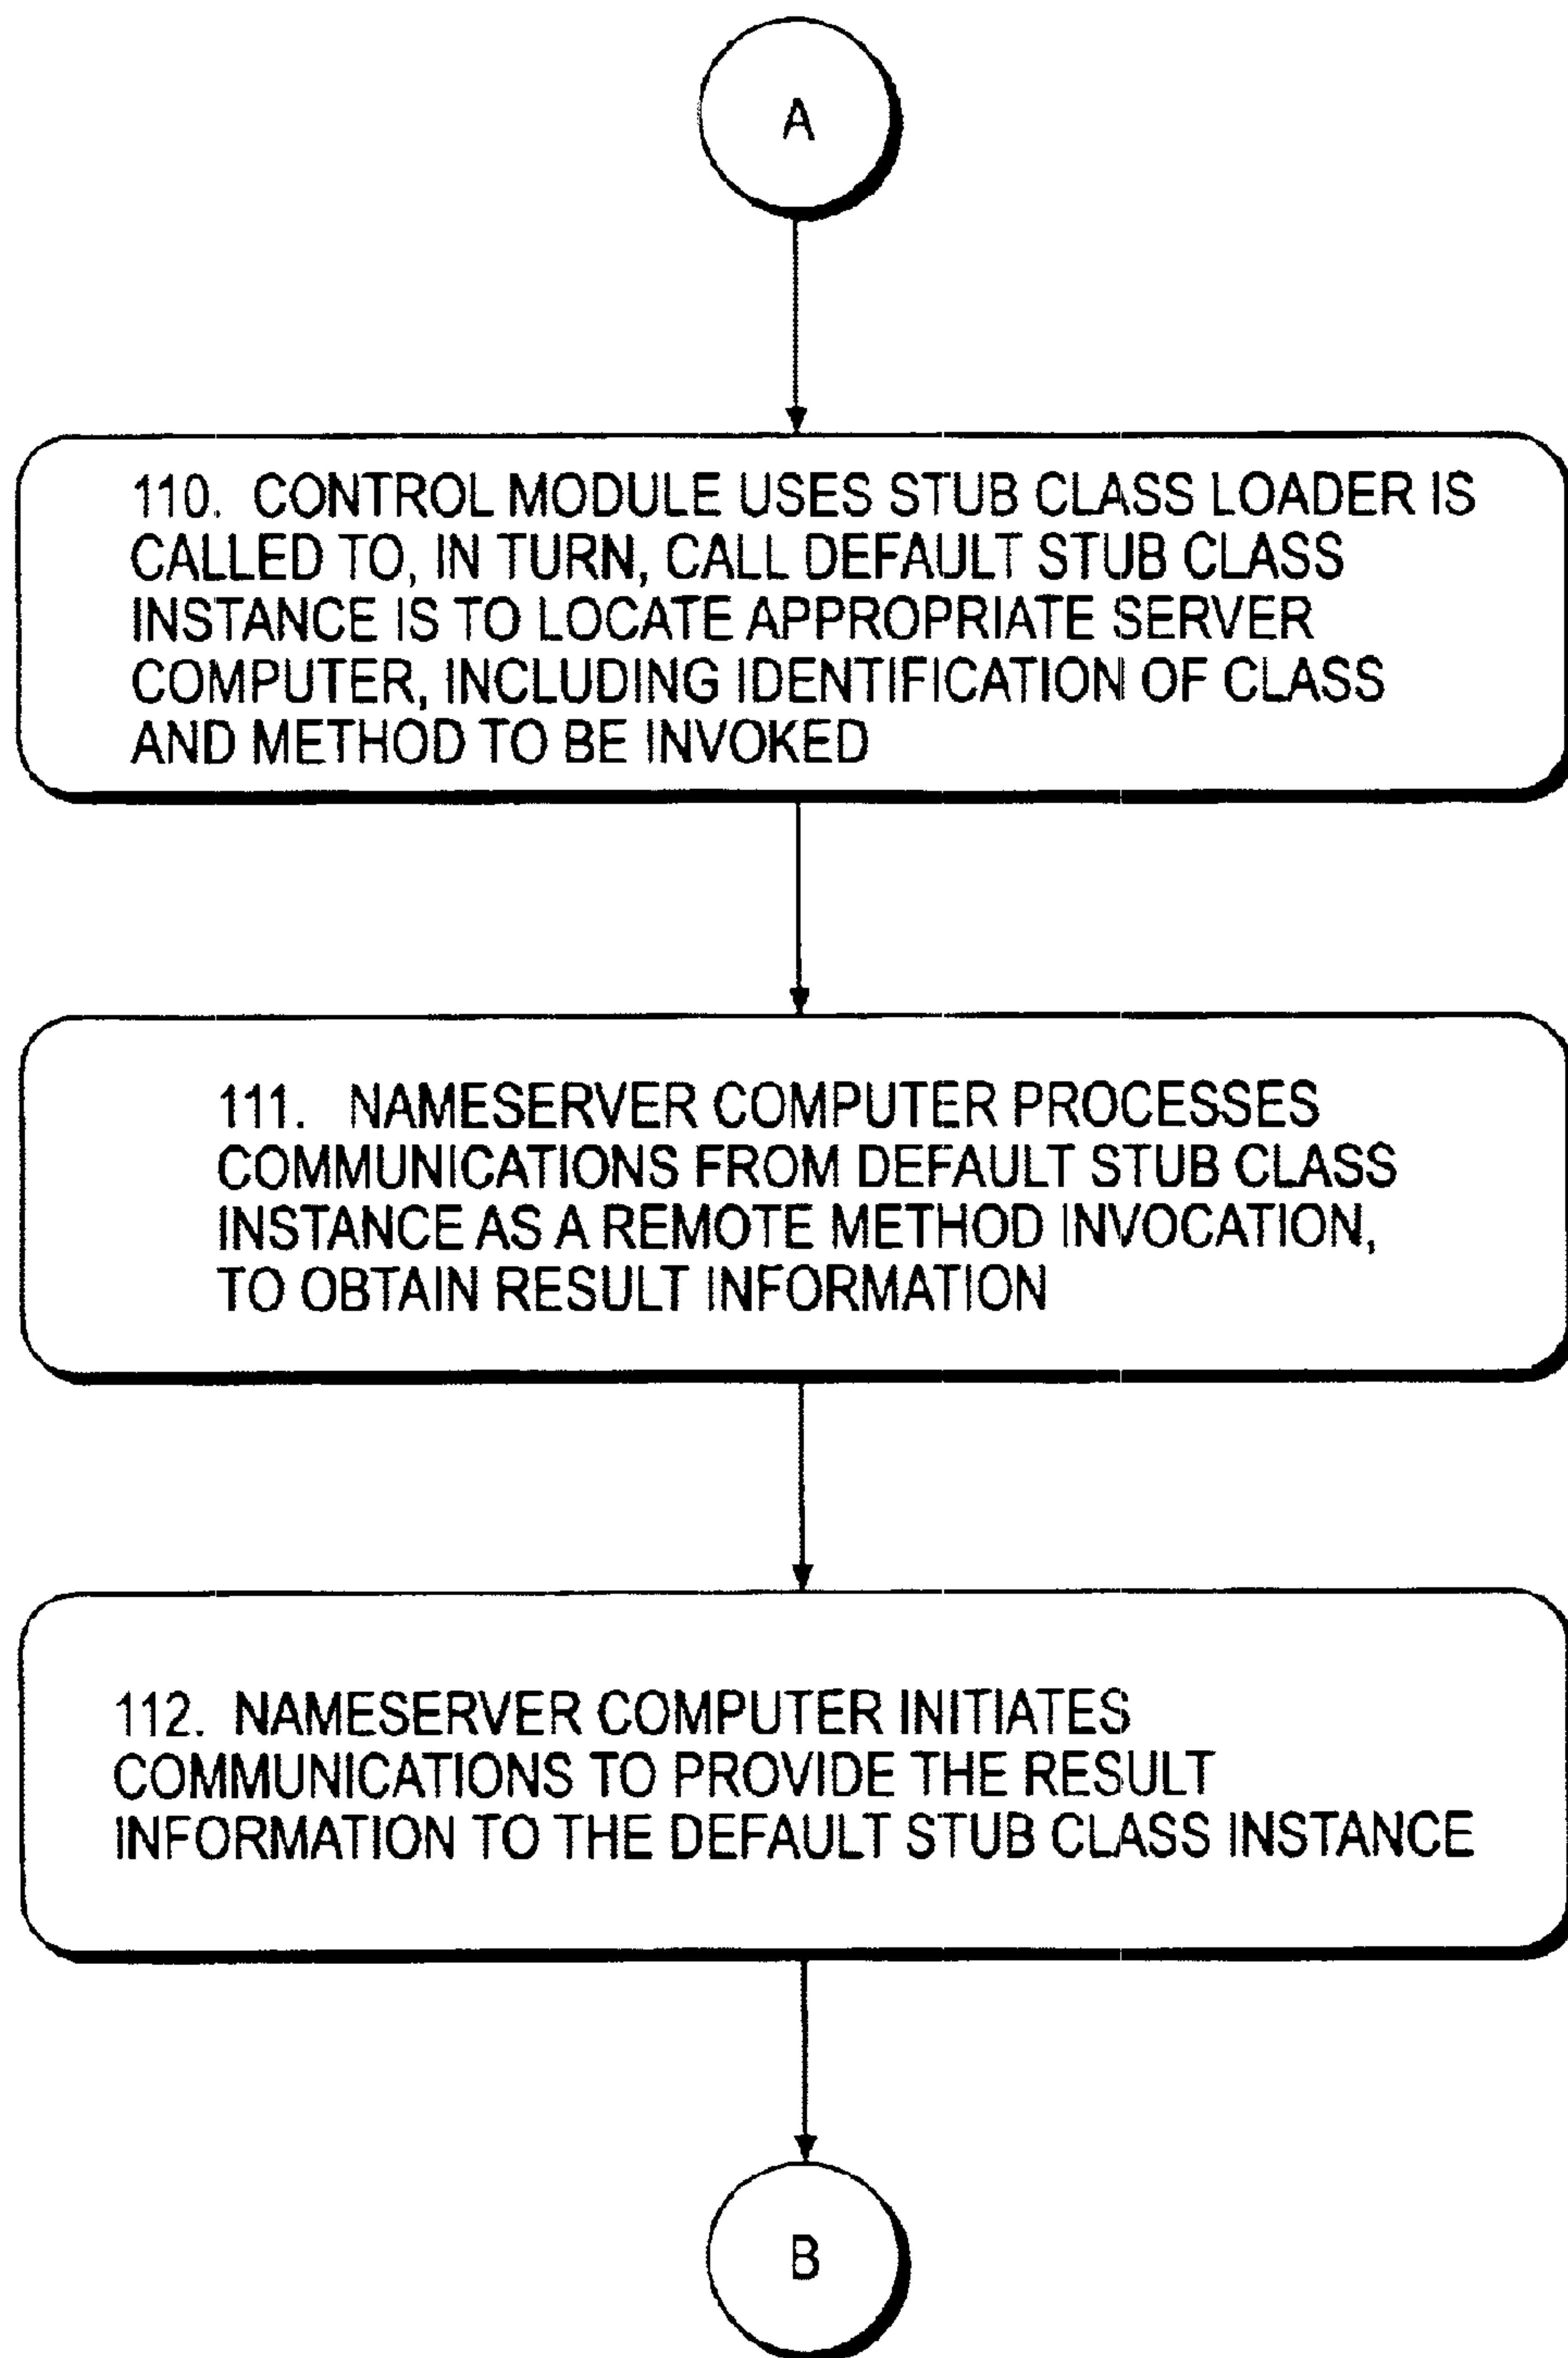 A
110. CONTROL MODULE USES STUB CLASS LOADER IS
CALLED TO, IN TURN, CALL DEFAULT STUB CLASS
INSTANCE IS TO LOCATE APPROPRIATE SERVER
COMPUTER, INCLUDING IDENTIFICATION OF CLASS
AND METHOD TO BE INVOKED
111. NAMESERVER COMPUTER PROCESSES
COMMUNICATIONS FROM DEFAULT STUB CLASS
INSTANCE AS A REMOTE METHOD INVOCATION,
TO OBTAIN RESULT INFORMATION
112. NAMESERVER COMPUTER INITIATES
COMMUNICATIONS TO PROVIDE THE RESULT
INFORMATION TO THE DEFAULT STUB CLASS INSTANCE
B